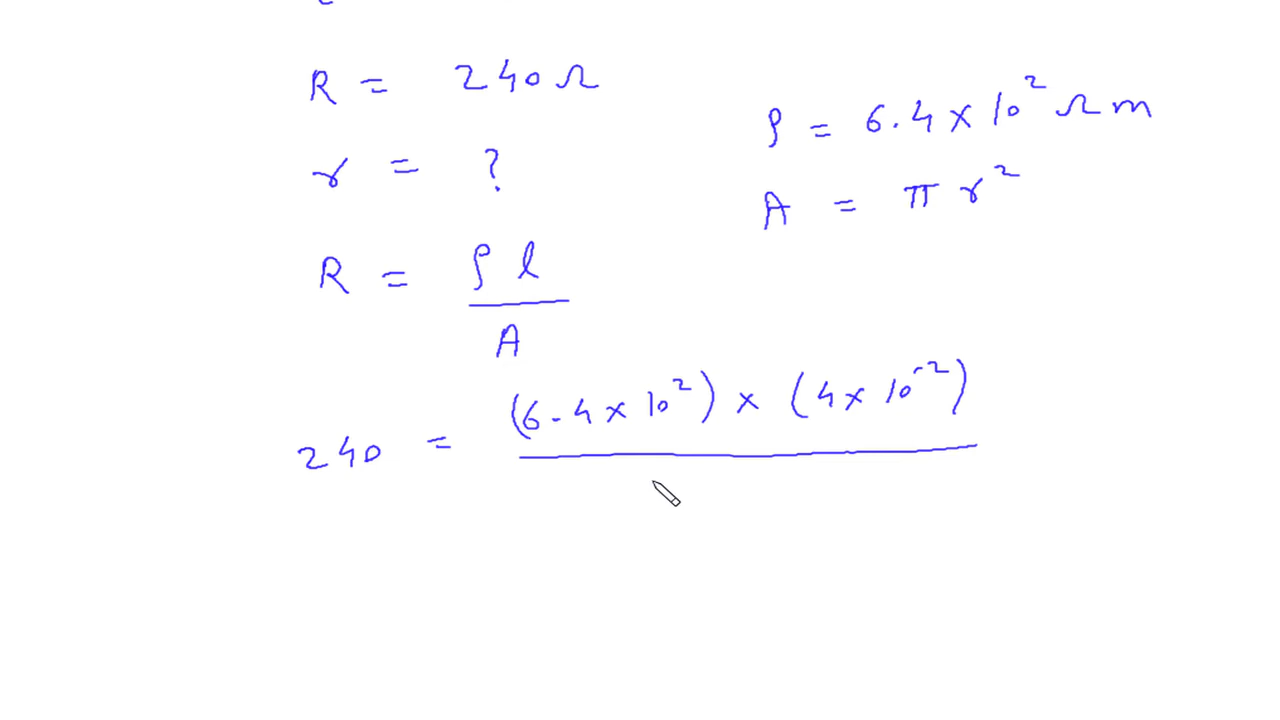 R = 240 Ω
r = ?
ρ = 6.4 × 10² Ω m
A = π r²
R = ρ l / A
240 = (6.4 × 10²) × (4 × 10⁻²)